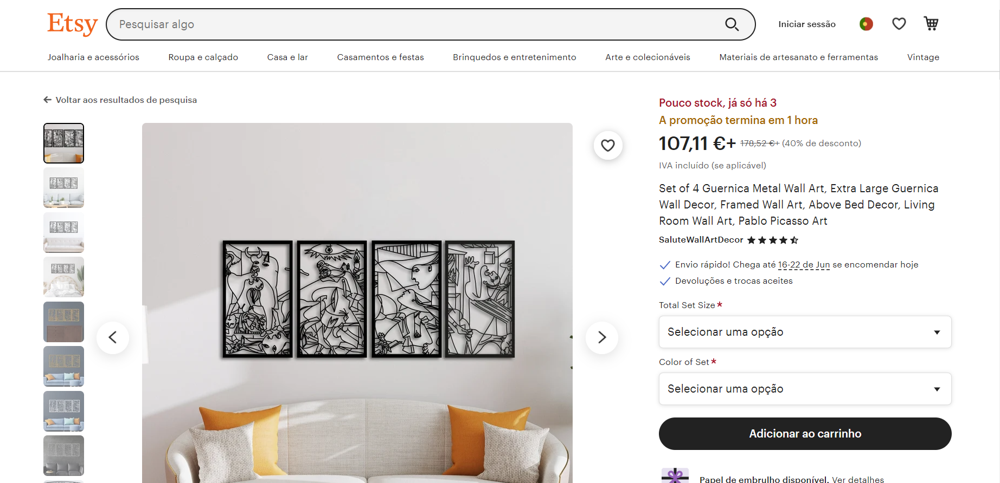 Etsy
Pesquisar algo
Iniciar sessão
Joalharia e acessórios
Roupa e calçado
Casa e lar
Casamentos e festas
Brinquedos e entretenimento
Arte e colecionáveis
Materiais de artesanato e ferramentas
Vintage
Voltar aos resultados de pesquisa
Pouco stock, já só há 3
A promoção termina em 1 hora
107,11 €+ 178,52 €+ (40% de desconto)
IVA incluído (se aplicável)
Set of 4 Guernica Metal Wall Art, Extra Large Guernica
Wall Decor, Framed Wall Art, Above Bed Decor, Living
Room Wall Art, Pablo Picasso Art
SaluteWallArtDecor
Envio rápido! Chega até 16-22 de Jun se encomendar hoje
Devoluções e trocas aceites
Total Set Size *
Selecionar uma opção
Color of Set *
Selecionar uma opção
Adicionar ao carrinho
Papel de embrulho disponível. Ver detalhes